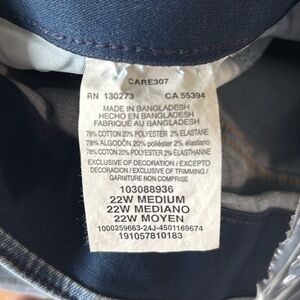 CARE307
RN 130273 CA 55394
MADE IN BANGLADESH
HECHO EN BANGLADESH
FABRIQUÉ AU BANGLADESH
78% COTTON 20% POLYESTER 2% ELASTANE
78% ALGODÓN 20% POLIÉSTER 2% ELASTANO
78% COTON 20% POLYESTER 2% ÉLASTHANNE
EXCLUSIVE OF DECORATION / EXCEPTO
DECORACION / EXCLUSIVE OF TRIMMING /
GARNITURE NON COMPRISE
103088936
22W MEDIUM
22W MEDIANO
22W MOYEN
1000259663-24J-4501169674
191057810183